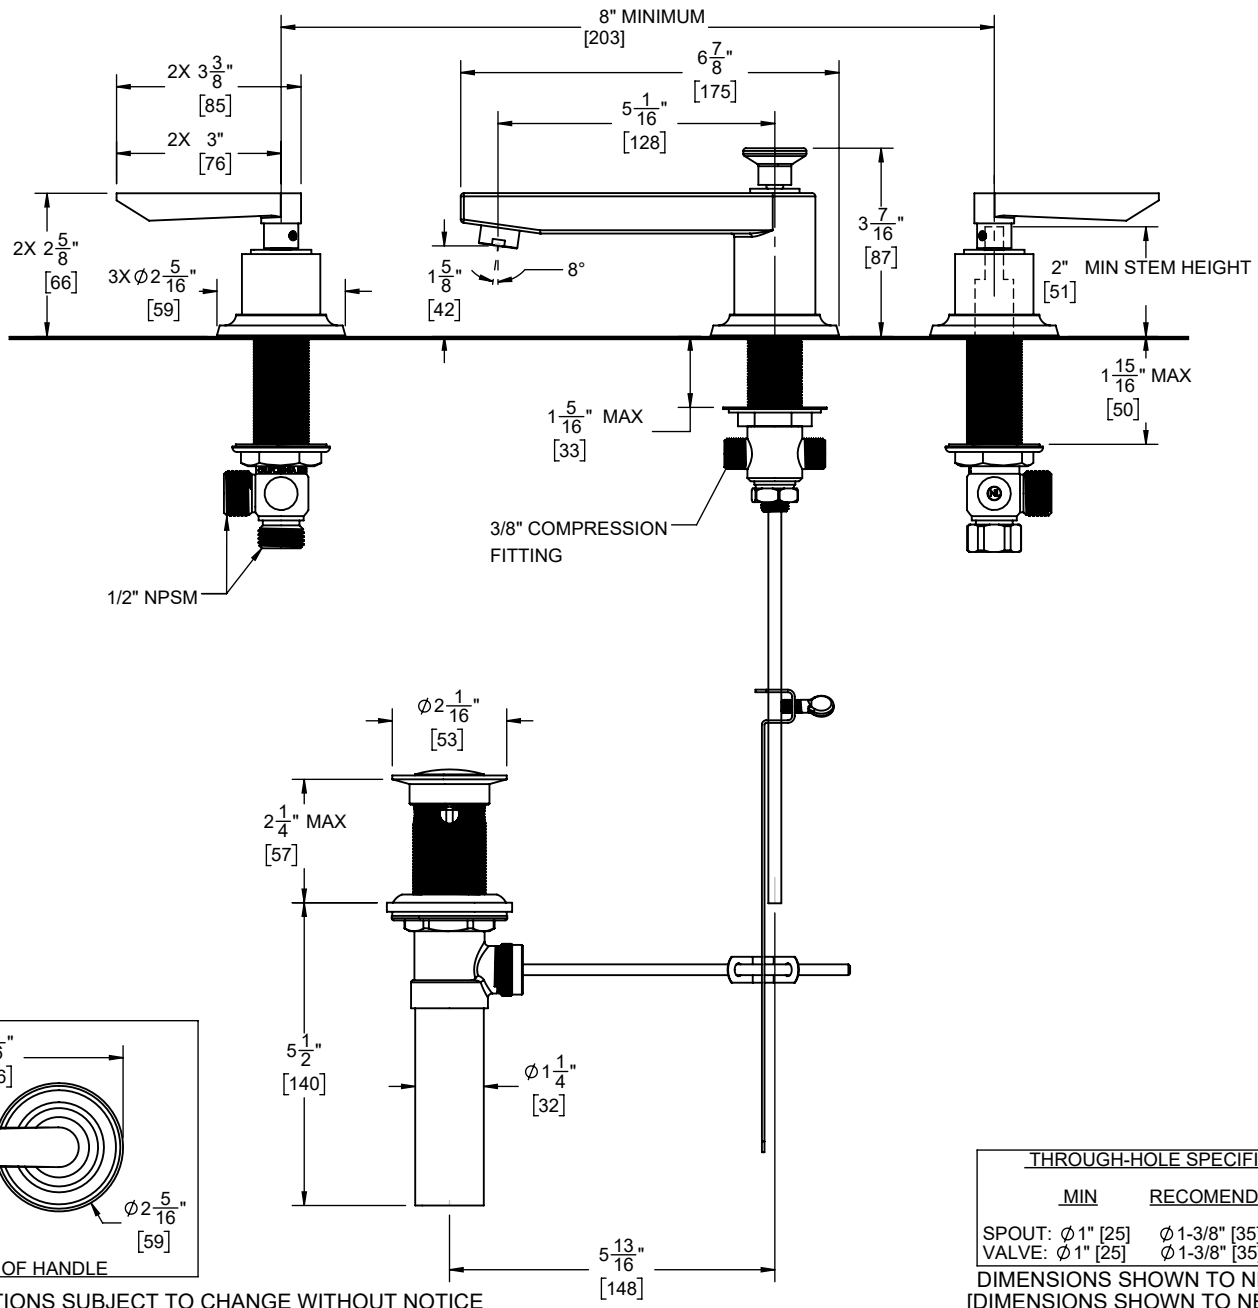 8" MINIMUM
[203]
2X 3 3/8"
[85]
6 7/8"
[175]
5 1/16"
[128]
2X 3"
[76]
2X 2 5/8"
[66]
3X Ø2 5/16"
[59]
1 5/8"
[42]
8°
3 7/16"
[87]
2"
[51]
MIN STEM HEIGHT
1 5/16" MAX
[33]
1 15/16" MAX
[50]
3/8" COMPRESSION
FITTING
1/2" NPSM
Ø2 1/16"
[53]
2 1/4" MAX
[57]
5 1/2"
[140]
Ø1 1/4"
[32]
Ø2 5/16"
[59]
OF HANDLE
5 13/16"
[148]
THROUGH-HOLE SPECIFI
MIN RECOMEND
SPOUT: Ø1" [25] Ø1-3/8" [35]
VALVE: Ø1" [25] Ø1-3/8" [35]
DIMENSIONS SHOWN TO N
[DIMENSIONS SHOWN TO NE
TIONS SUBJECT TO CHANGE WITHOUT NOTICE